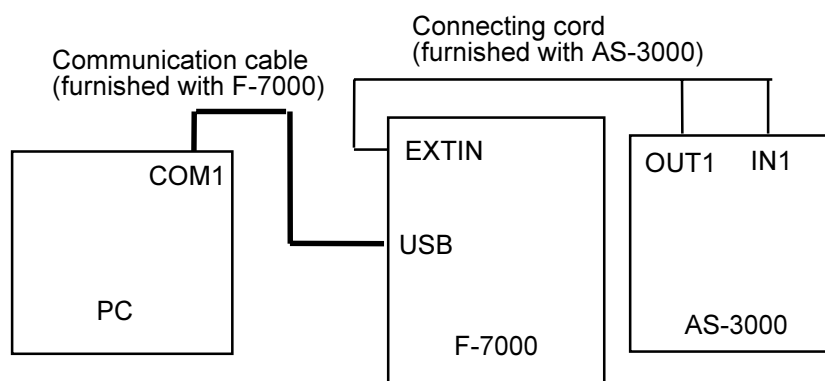 Connecting cord
(furnished with AS-3000)
Communication cable
(furnished with F-7000)
COM1
PC
EXTIN
USB
F-7000
OUT1 IN1
AS-3000